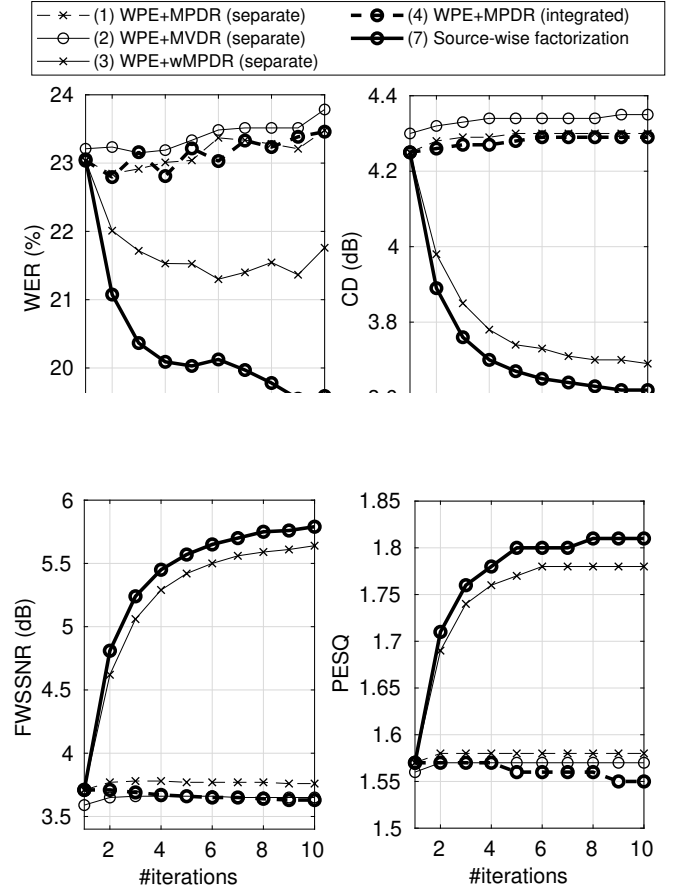 (1) WPE+MPDR (separate)
(4) WPE+MPDR (integrated)
(2) WPE+MVDR (separate)
(7) Source-wise factorization
(3) WPE+wMPDR (separate)
24
23
22
21
20
WER (%)
4.4
4.2
4
3.8
CD (dB)
6
5.5
5
4.5
4
3.5
FWSSNR (dB)
2 4 6 8 10
#iterations
1.85
1.8
1.75
1.7
1.65
1.6
1.55
1.5
PESQ
2 4 6 8 10
#iterations